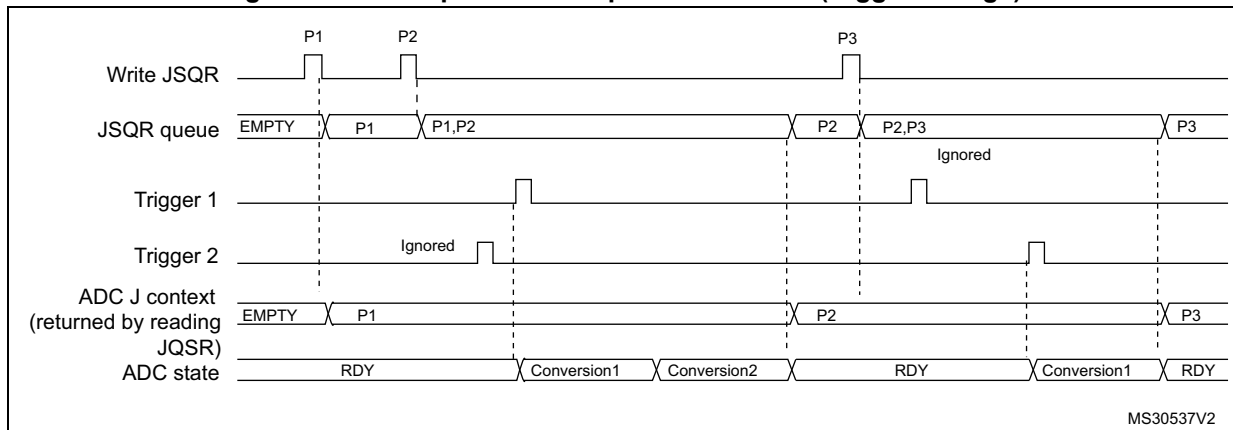 P1 P2 P3
Write JSQR
JSQR queue EMPTY P1 P1,P2 P2 P2,P3 P3
Ignored
Trigger 1
Ignored
Trigger 2
ADC J context
(returned by reading EMPTY P1 P2 P3
JQSR)
ADC state RDY Conversion1 Conversion2 RDY Conversion1 RDY
MS30537V2